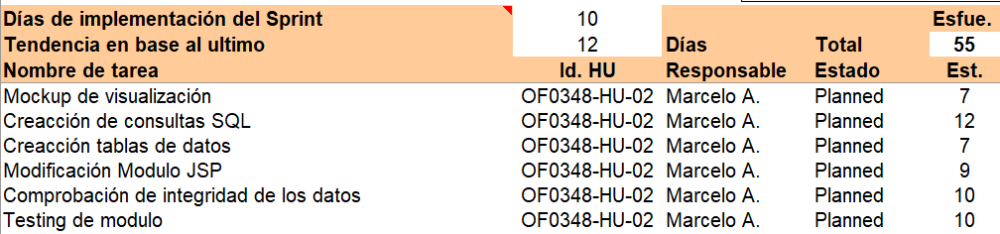 Días de implementación del Sprint 10 Esfue.
Tendencia en base al ultimo 12 Días Total 55
Nombre de tarea Id. HU Responsable Estado Est.
Mockup de visualización OF0348-HU-02 Marcelo A. Planned 7
Creacción de consultas SQL OF0348-HU-02 Marcelo A. Planned 12
Creacción tablas de datos OF0348-HU-02 Marcelo A. Planned 7
Modificación Modulo JSP OF0348-HU-02 Marcelo A. Planned 9
Comprobación de integridad de los datos OF0348-HU-02 Marcelo A. Planned 10
Testing de modulo OF0348-HU-02 Marcelo A. Planned 10